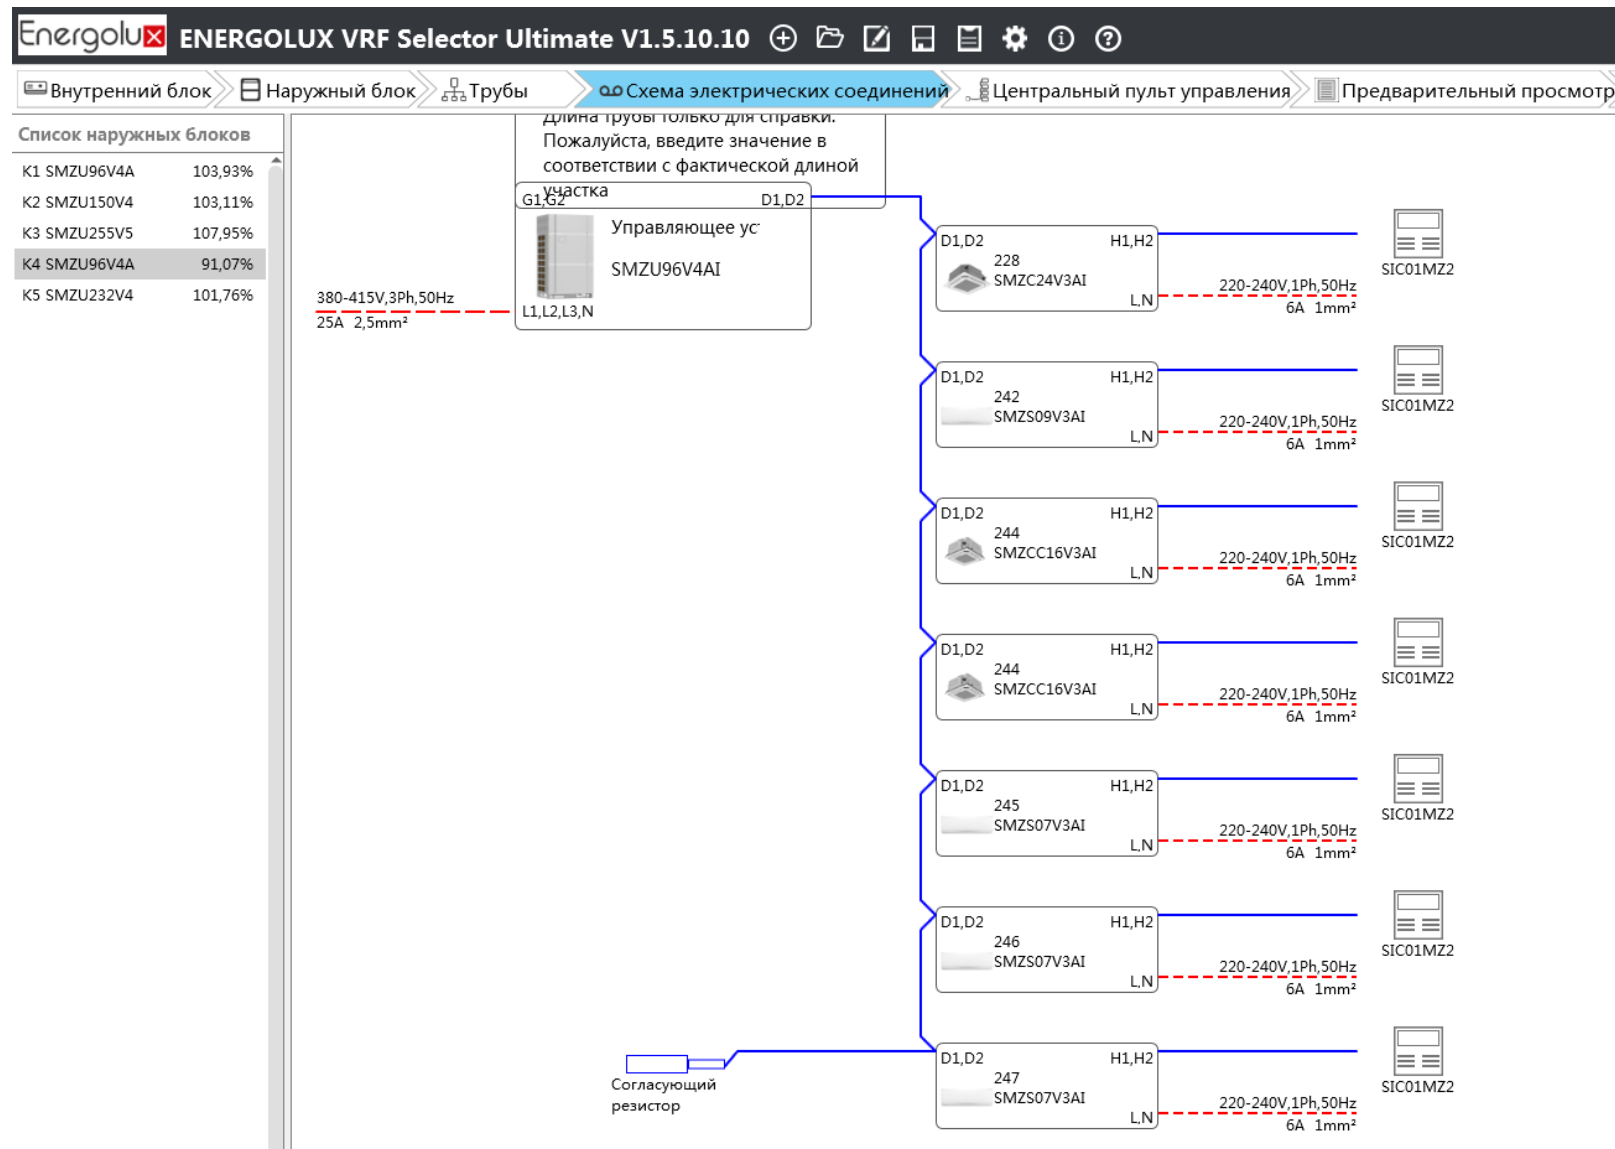 Energolux ENERGOLUX VRF Selector Ultimate V1.5.10.10
Внутренний блок Наружный блок Трубы Схема электрических соединений Центральный пульт управления Предварительный просмотр
Список наружных блоков
K1 SMZU96V4A 103,93%
K2 SMZU150V4 103,11%
K3 SMZU255V5 107,95%
K4 SMZU96V4A 91,07%
K5 SMZU232V4 101,76%
Длина трубы только для справки.
Пожалуйста, введите значение в
соответствии с фактической длиной
участка
G1,G2 D1,D2
Управляющее ус
SMZU96V4AI
L1,L2,L3,N
380-415V,3Ph,50Hz
25A 2,5mm²
D1,D2 H1,H2
228
SMZC24V3AI
L,N
220-240V,1Ph,50Hz
6A 1mm²
SIC01MZ2
D1,D2 H1,H2
242
SMZS09V3AI
L,N
220-240V,1Ph,50Hz
6A 1mm²
SIC01MZ2
D1,D2 H1,H2
244
SMZCC16V3AI
L,N
220-240V,1Ph,50Hz
6A 1mm²
SIC01MZ2
D1,D2 H1,H2
244
SMZCC16V3AI
L,N
220-240V,1Ph,50Hz
6A 1mm²
SIC01MZ2
D1,D2 H1,H2
245
SMZS07V3AI
L,N
220-240V,1Ph,50Hz
6A 1mm²
SIC01MZ2
D1,D2 H1,H2
246
SMZS07V3AI
L,N
220-240V,1Ph,50Hz
6A 1mm²
SIC01MZ2
D1,D2 H1,H2
247
SMZS07V3AI
L,N
220-240V,1Ph,50Hz
6A 1mm²
SIC01MZ2
Согласующий
резистор